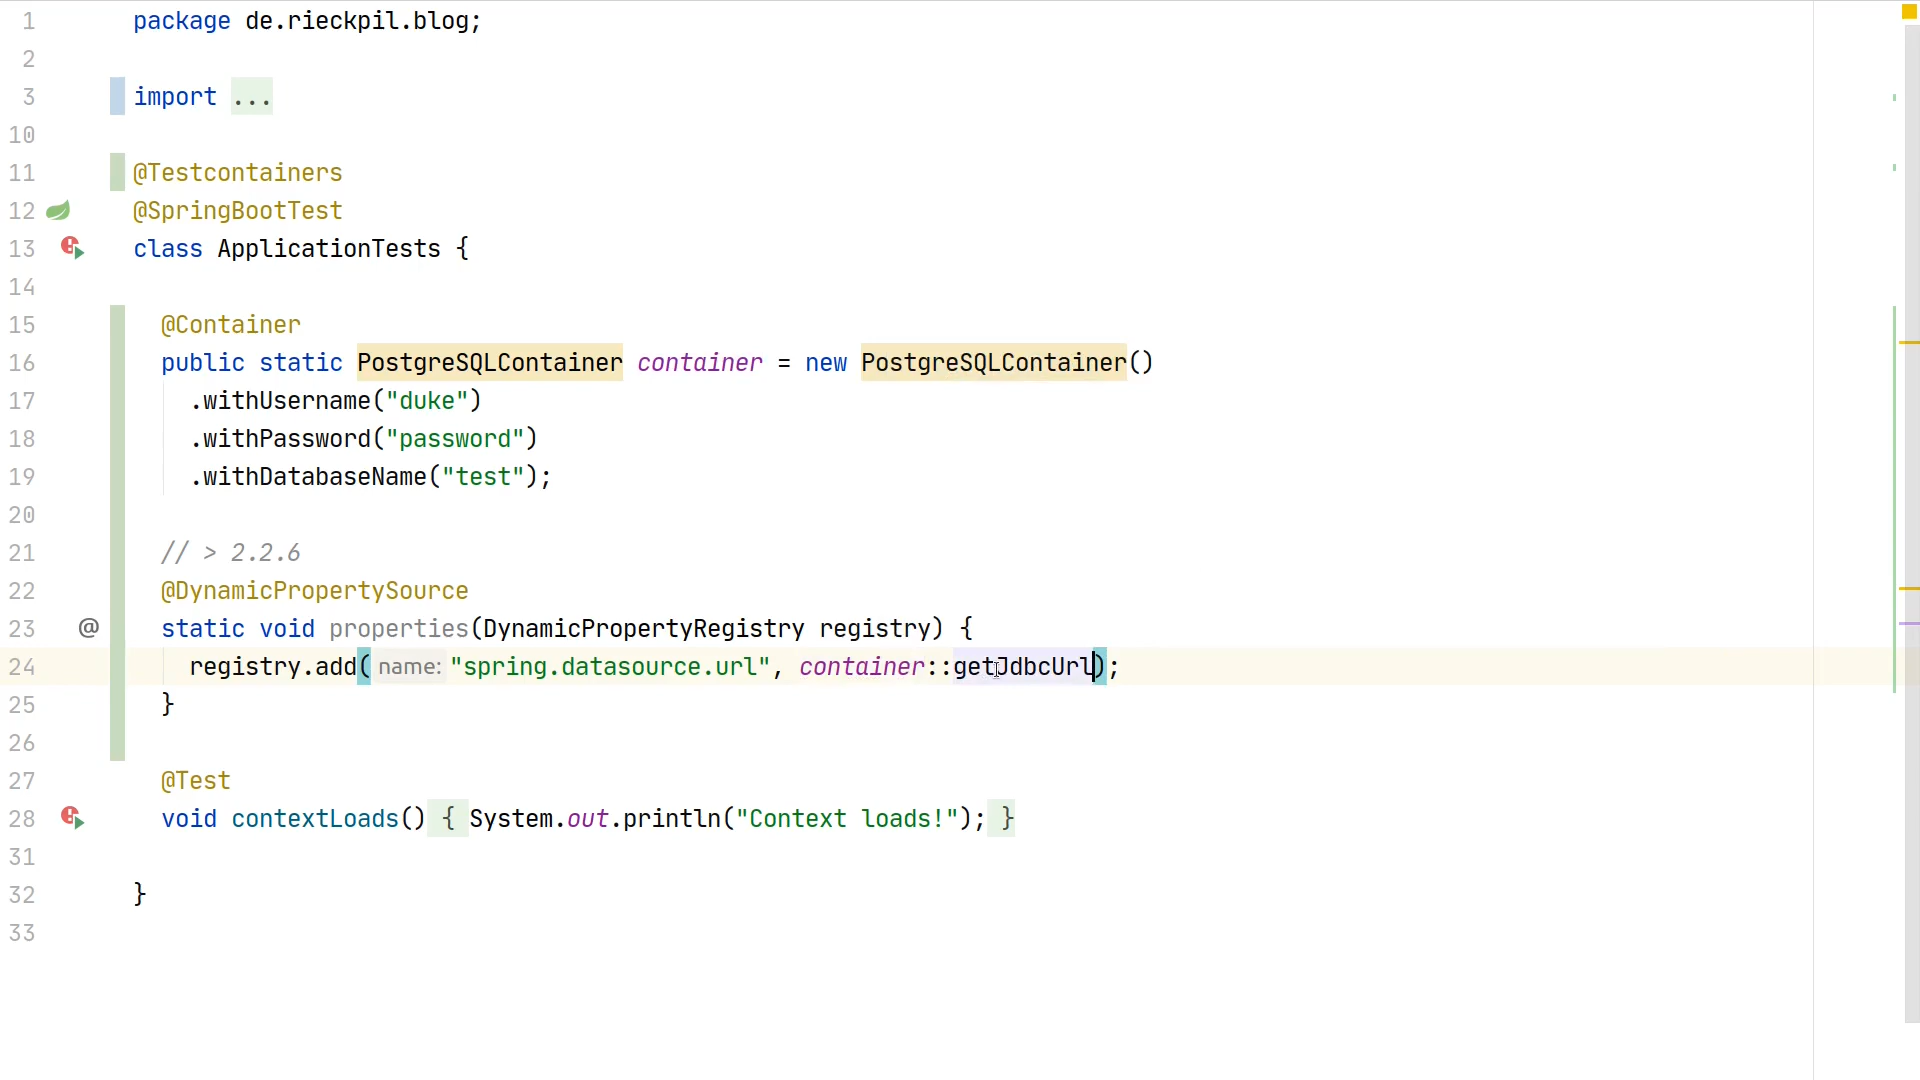 1 package de.rieckpil.blog;
2
3 import ...
10
11 @Testcontainers
12 @SpringBootTest
13 class ApplicationTests {
14
15 @Container
16 public static PostgreSQLContainer container = new PostgreSQLContainer()
17 .withUsername("duke")
18 .withPassword("password")
19 .withDatabaseName("test");
20
21 // > 2.2.6
22 @DynamicPropertySource
23 @ static void properties(DynamicPropertyRegistry registry) {
24 registry.add( name: "spring.datasource.url", container::getJdbcUrl);
25 }
26
27 @Test
28 void contextLoads() { System.out.println("Context loads!"); }
31
32 }
33